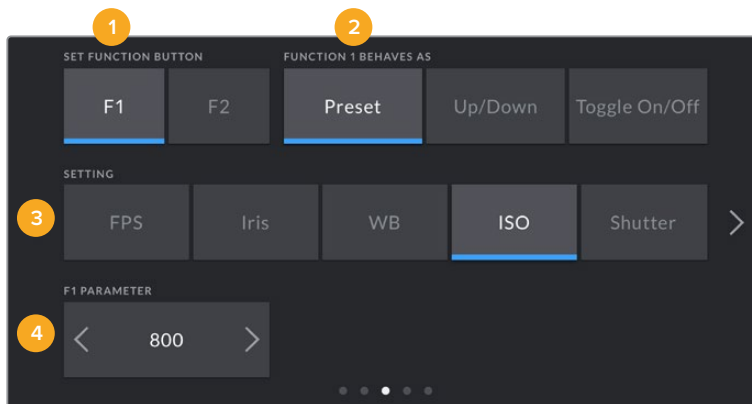 1 2
SET FUNCTION BUTTON FUNCTION 1 BEHAVES AS
F1 F2 Preset Up/Down Toggle On/Off
SETTING
3 FPS Iris WB ISO Shutter
F1 PARAMETER
4 800